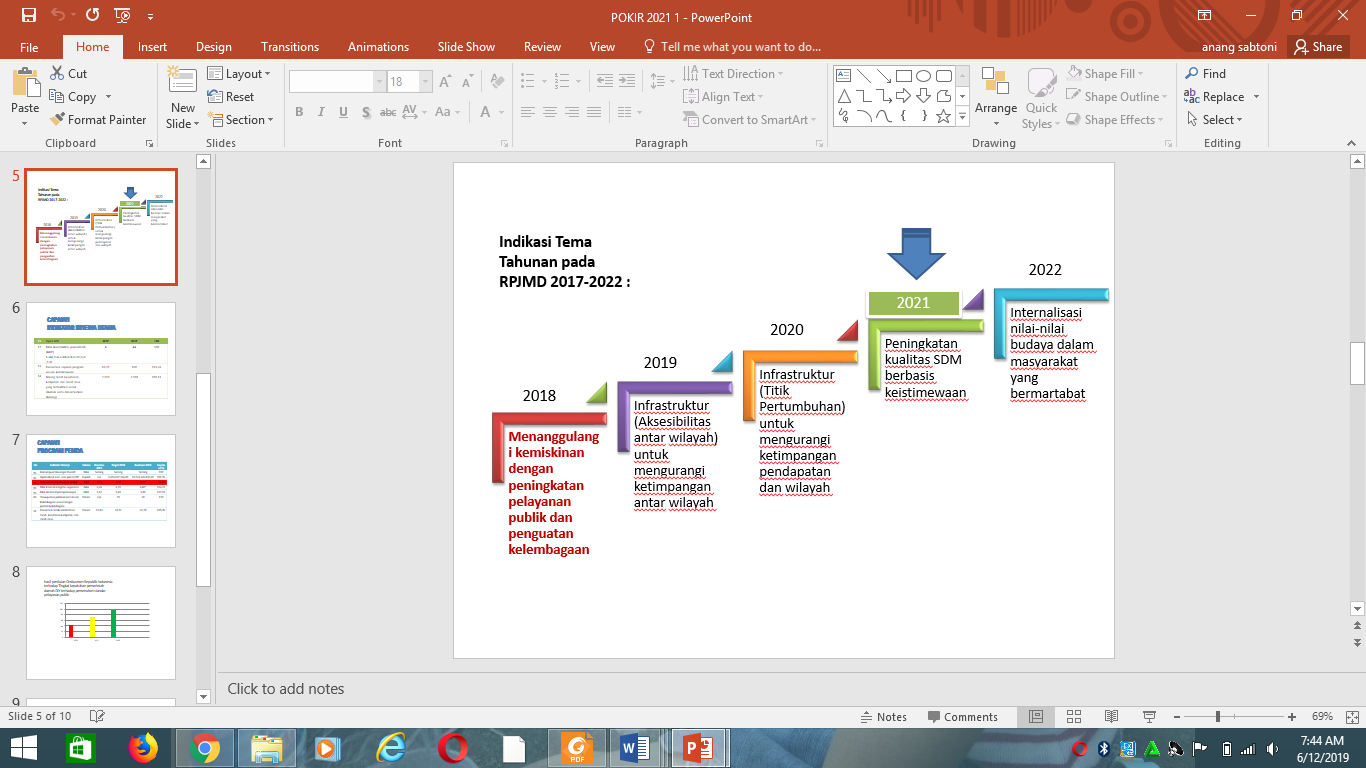 POKIR 2021 1 - PowerPoint
File
Home
Insert
Design
Transitions
Animations
Slide Show
Review
View
Tell me what you want to do...
anang sabtoni
Share
Paste
Cut
Copy
Format Painter
Clipboard
New
Slide
Layout
Reset
Section
Slides
18
Font
Text Direction
Align Text
Convert to SmartArt
Paragraph
Arrange
Quick
Styles
Shape Fill
Shape Outline
Shape Effects
Drawing
Find
Replace
Select
Editing
5
6
7
8
9
Indikasi Tema
Tahunan pada
RPJMD 2017-2022 :
2018
Menanggulang
i kemiskinan
dengan
peningkatan
pelayanan
publik dan
penguatan
kelembagaan
2019
Infrastruktur
(Aksesibilitas
antar wilayah)
untuk
mengurangi
ketimpangan
antar wilayah
2020
Infrastruktur
(Titik
Pertumbuhan)
untuk
mengurangi
ketimpangan
pendapatan
dan wilayah
2021
Peningkatan
kualitas SDM
berbasis
keistimewaan
2022
Internalisasi
nilai-nilai
budaya dalam
masyarakat
yang
bermartabat
Click to add notes
Slide 5 of 10
Notes
Comments
69%
7:44 AM
6/12/2019